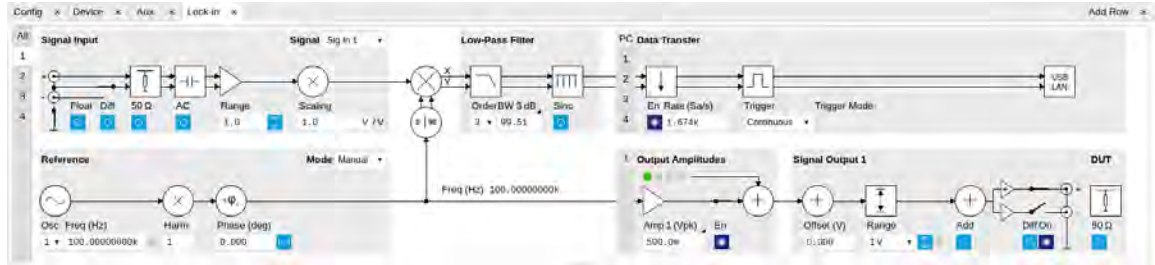 Config × Device × Aux × Lock-in × Add Row ×
All Signal Input Signal Sig In 1 Low-Pass Filter PC Data Transfer
1 1
2 X 2 USB
Y LAN
3 3
4 Float Diff 50 Ω AC Range Scaling Order BW 3 dB Sinc 4 En Rate (Sa/s) Trigger Trigger Mode
1.0 1.0 V /V 0 90 3 99.51 1.674k Continuous
Reference Mode Manual Output Amplitudes Signal Output 1 DUT
+φ,
Freq (Hz) 100.00000000k
Osc Freq (Hz) Harm Phase (deg) Amp 1 (Vpk) En Offset (V) Range Add Diff On 50 Ω
1 100.00000000k 1 0.000 500.0m 0.000 1 V